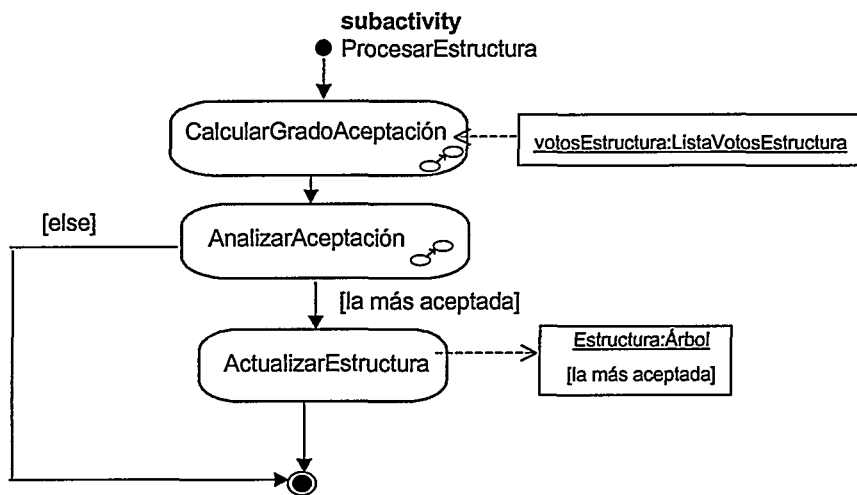 subactivity
ProcesarEstructura
CalcularGradoAceptación
votosEstructura:ListaVotosEstructura
[else]
AnalizarAceptación
[la más aceptada]
ActualizarEstructura
Estructura:Árbol
[la más aceptada]